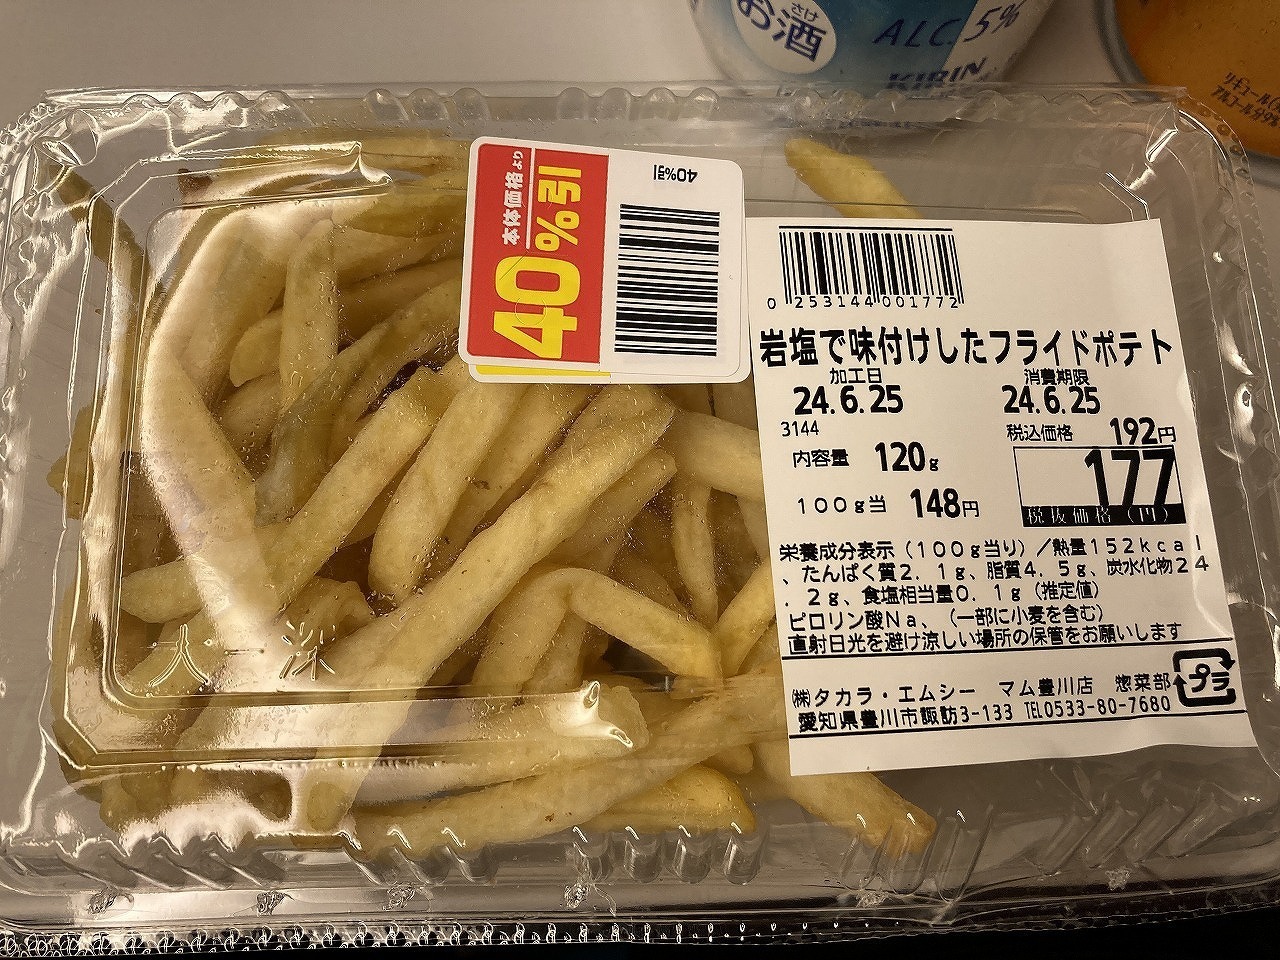 お酒
さけ
ALC.5%
KIRIN
リキュール
本体価格より
40%引
40%引
0 253144 001772
岩塩で味付けしたフライドポテト
加工日 消費期限
24.6.25 24.6.25
3144 税込価格 192円
内容量 120g 177
100g当 148円 税抜価格(円)
栄養成分表示(100g当り)/熱量152kcal
、たんぱく質2.1g、脂質4.5g、炭水化物24
.2g、食塩相当量0.1g(推定値)
ピロリン酸Na、(一部に小麦を含む)
直射日光を避け涼しい場所の保管をお願いします
㈱タカラ・エムシー マム豊川店 惣菜部
プラ
愛知県豊川市諏訪3-133 TEL0533-80-7680